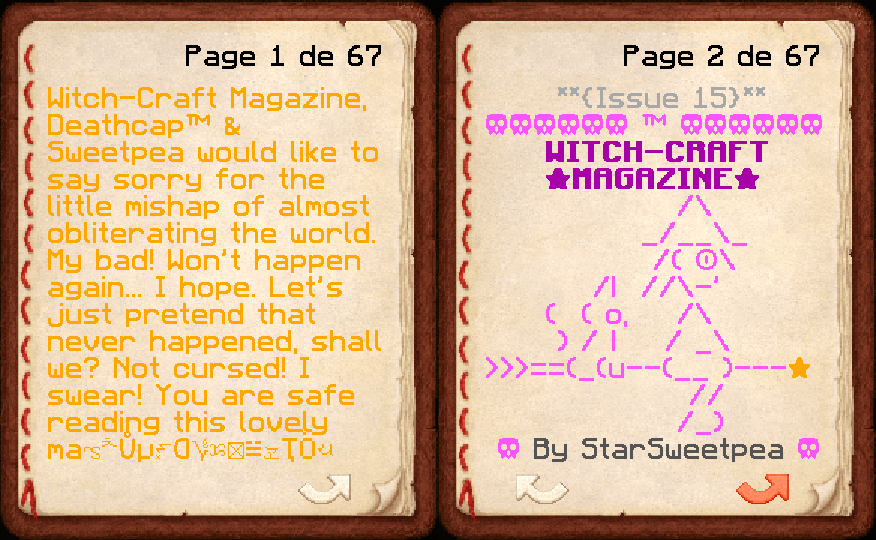 Page 1 de 67
Witch-Craft Magazine,
Deathcap™ &
Sweetpea would like to
say sorry for the
little mishap of almost
obliterating the world.
My bad! Won't happen
again... I hope. Let's
just pretend that
never happened, shall
we? Not cursed! I
swear! You are safe
reading this lovely
Page 2 de 67
**{Issue 15}**
™
WITCH-CRAFT
★MAGAZINE★
By StarSweetpea